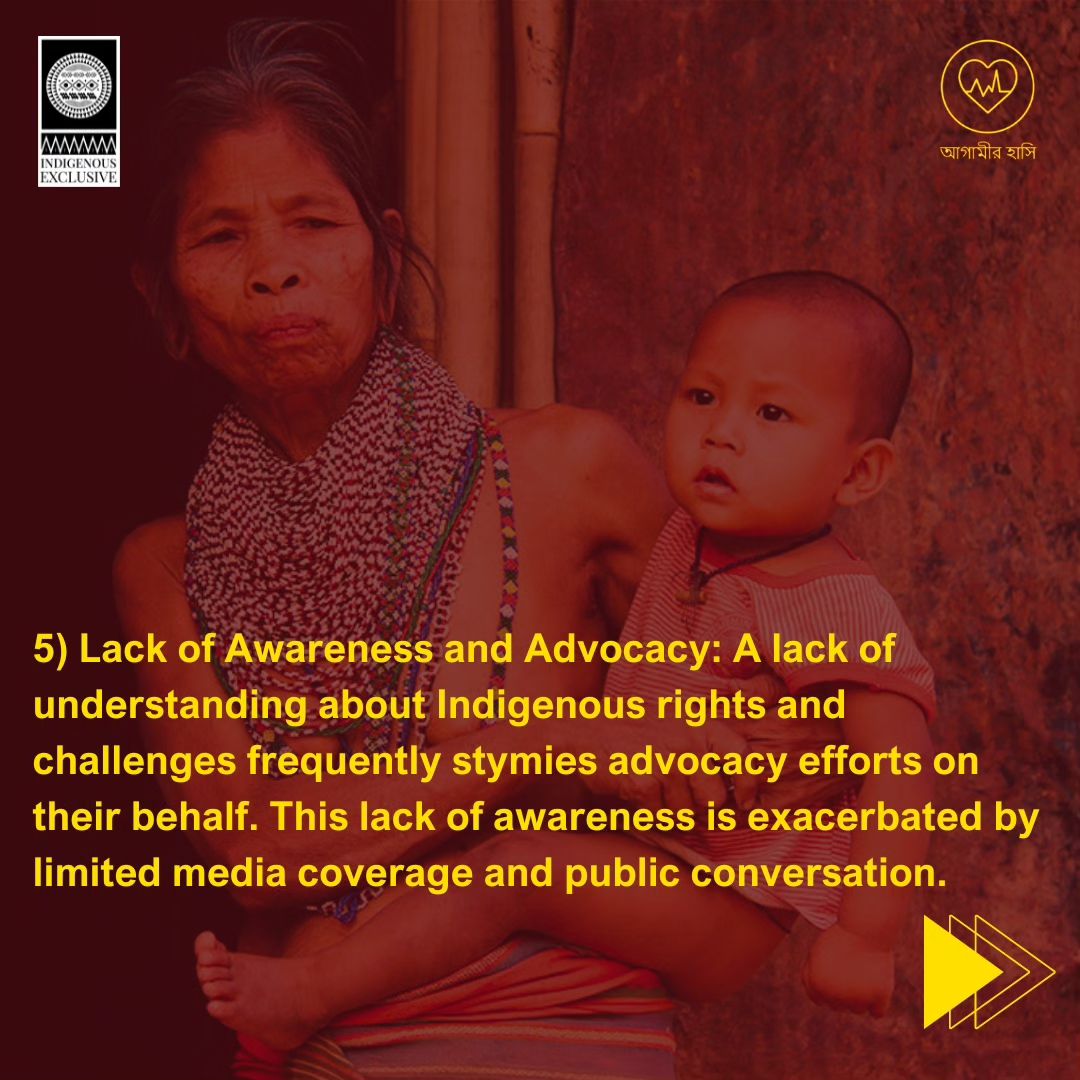 INDIGENOUS
EXCLUSIVE
আগামীর হাসি
5) Lack of Awareness and Advocacy: A lack of
understanding about Indigenous rights and
challenges frequently stymies advocacy efforts on
their behalf. This lack of awareness is exacerbated by
limited media coverage and public conversation.